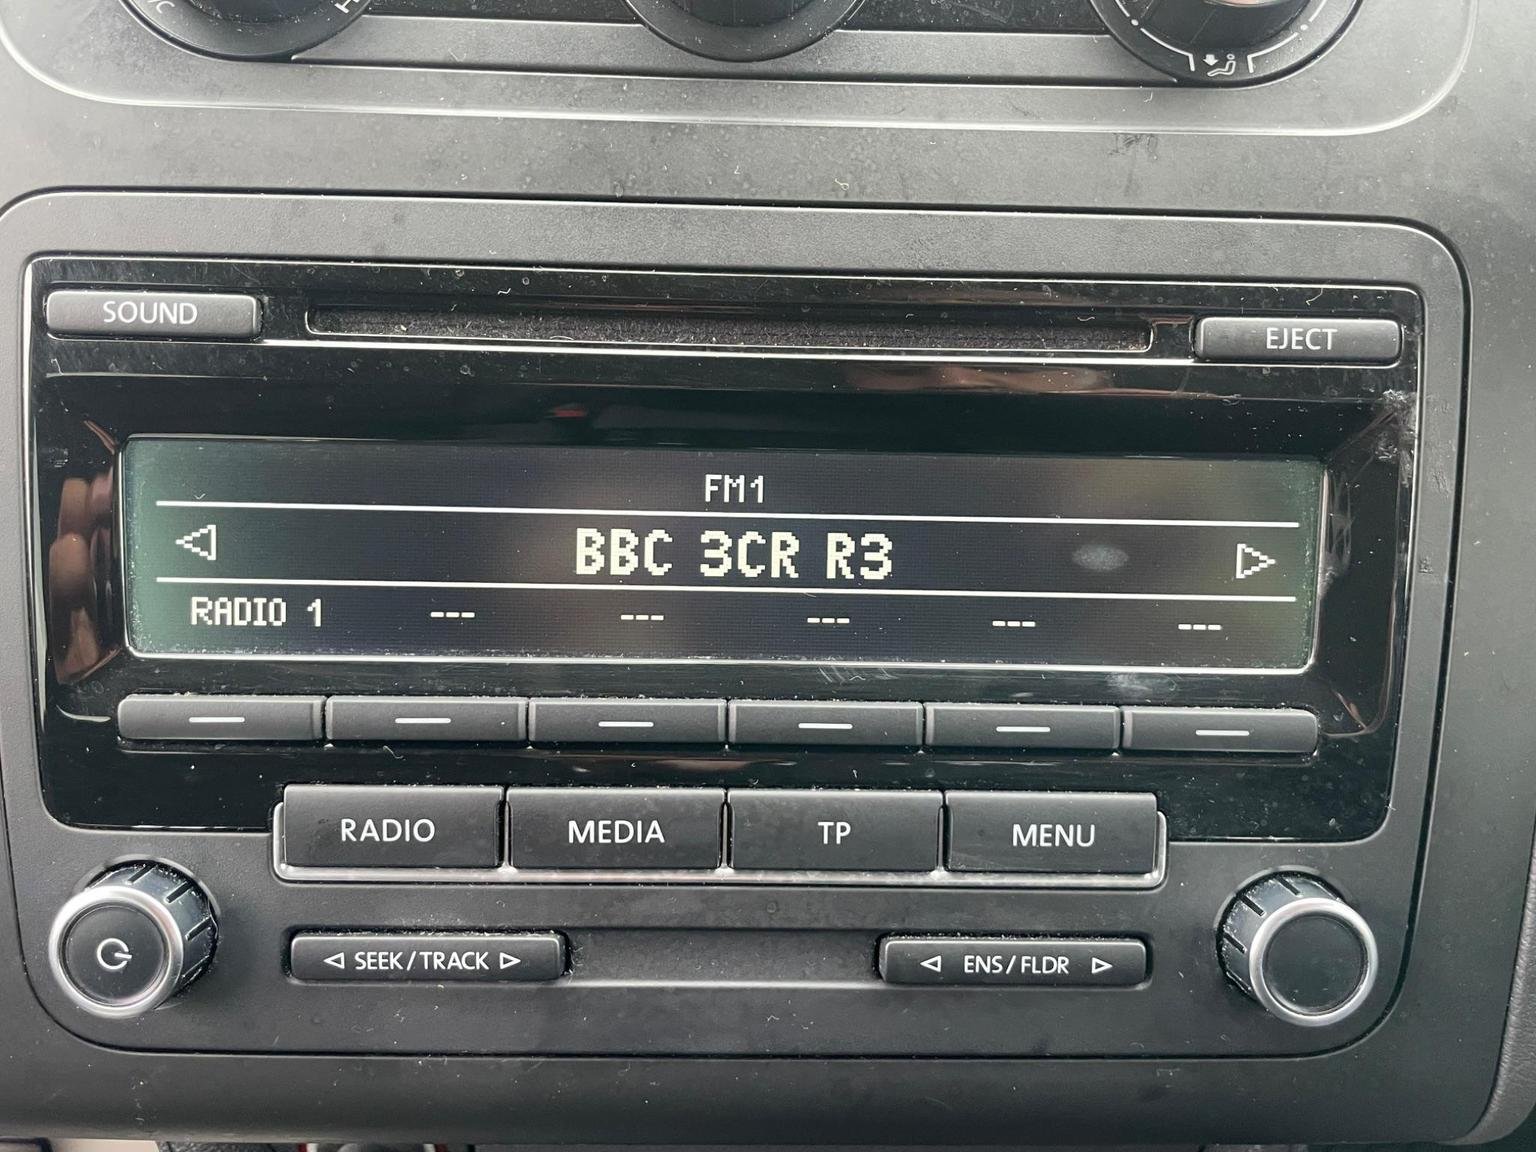 SOUND
EJECT
FM1
BBC 3CR R3
RADIO 1 --- --- --- --- ---
RADIO MEDIA TP MENU
SEEK/TRACK ENS/FLDR